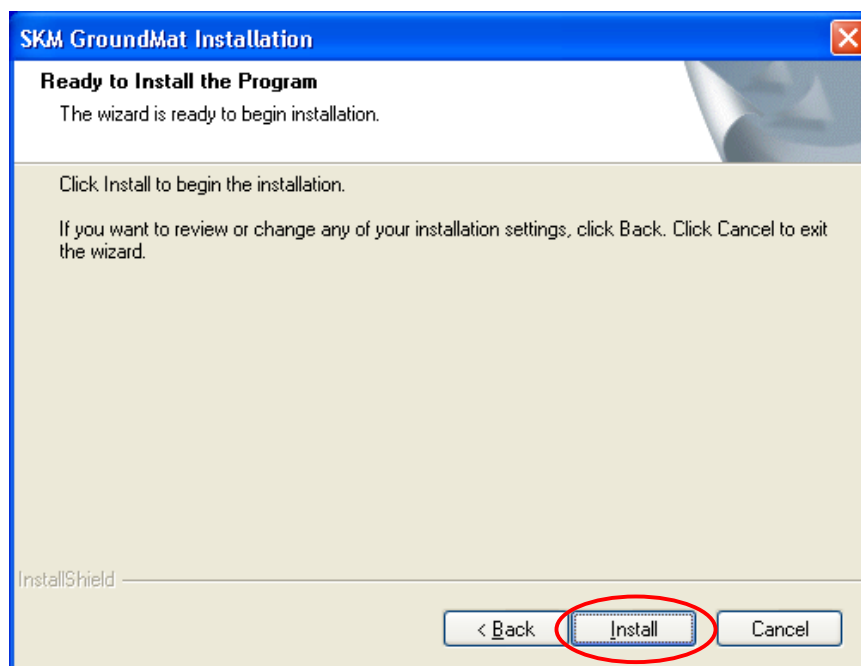 SKM GroundMat Installation
Ready to Install the Program
The wizard is ready to begin installation.
Click Install to begin the installation.
If you want to review or change any of your installation settings, click Back. Click Cancel to exit
the wizard.
InstallShield
< Back
Install
Cancel